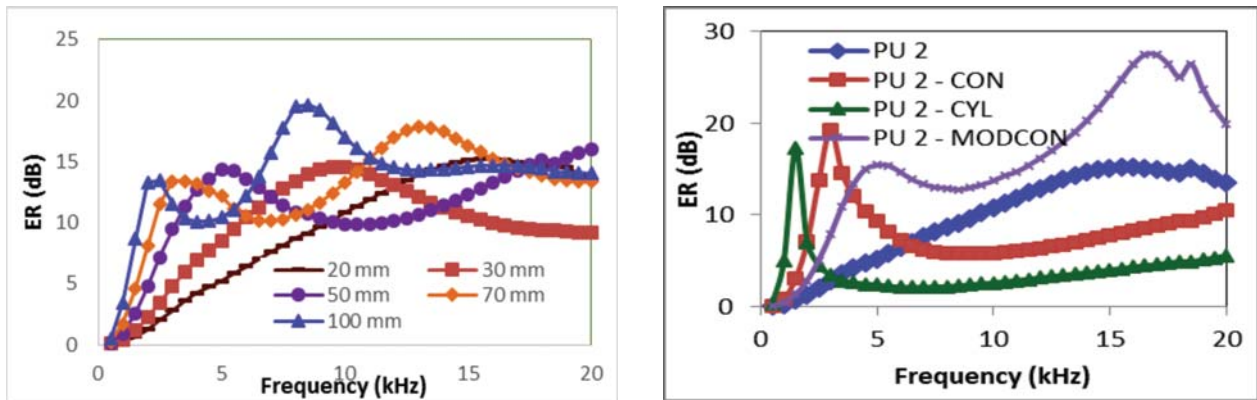 25
20
15
10
5
0
ER (dB)
20 mm
30 mm
50 mm
70 mm
100 mm
0
5
10
15
20
Frequency (kHz)
30
20
10
0
ER (dB)
PU 2
PU 2 - CON
PU 2 - CYL
PU 2 - MODCON
0
5
10
15
20
Frequency (kHz)